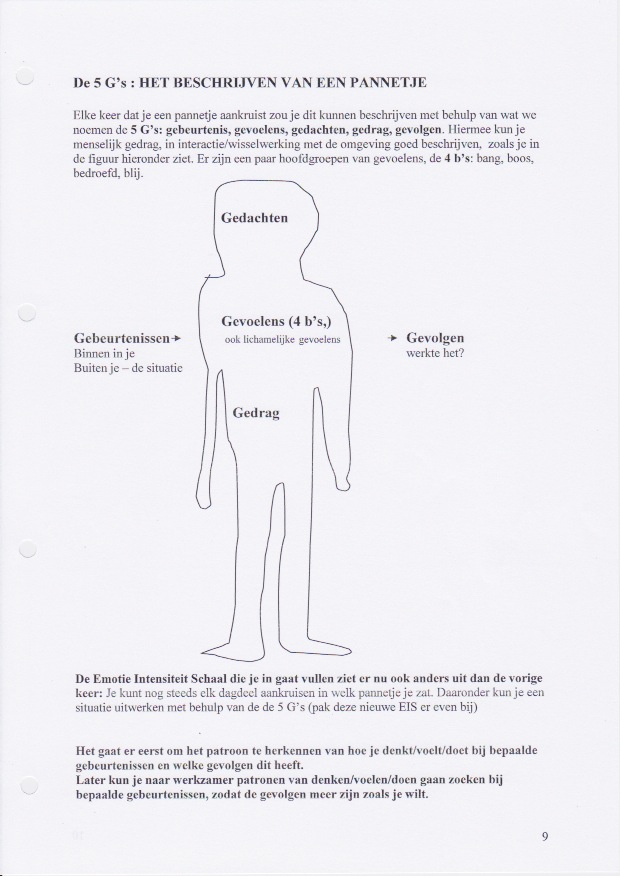 De 5 G's : HET BESCHRIJVEN VAN EEN PANNETJE
Elke keer dat je een pannetje aankruist zou je dit kunnen beschrijven met behulp van wat we
noemen de 5 G's: gebeurtenis, gevoelens, gedachten, gedrag, gevolgen. Hiermee kun je
menselijk gedrag, in interactie/wisselwerking met de omgeving goed beschrijven, zoals je in
de figuur hieronder ziet. Er zijn een paar hoofdgroepen van gevoelens, de 4 b's: bang, boos,
bedroefd, blij.
Gedachten
Gevoelens (4 b's,)
ook lichamelijke gevoelens
Gebeurtenissen→
Binnen in je
Buiten je – de situatie
→ Gevolgen
werkte het?
Gedrag
De Emotie Intensiteit Schaal die je in gaat vullen ziet er nu ook anders uit dan de vorige
keer: Je kunt nog steeds elk dagdeel aankruisen in welk pannetje je zat. Daaronder kun je een
situatie uitwerken met behulp van de de 5 G's (pak deze nieuwe EIS er even bij)
Het gaat er eerst om het patroon te herkennen van hoe je denkt/voelt/doet bij bepaalde
gebeurtenissen en welke gevolgen dit heeft.
Later kun je naar werkzamer patronen van denken/voelen/doen gaan zoeken bij
bepaalde gebeurtenissen, zodat de gevolgen meer zijn zoals je wilt.
9